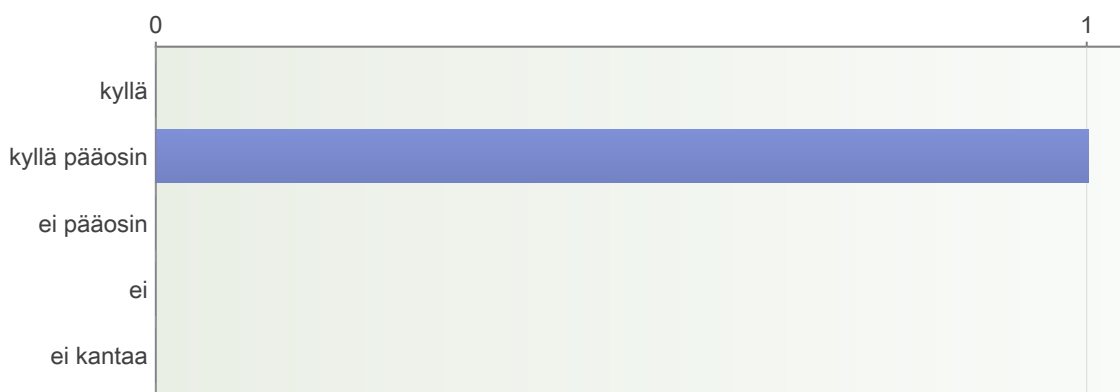 0 1
kyllä
kyllä pääosin
ei pääosin
ei
ei kantaa